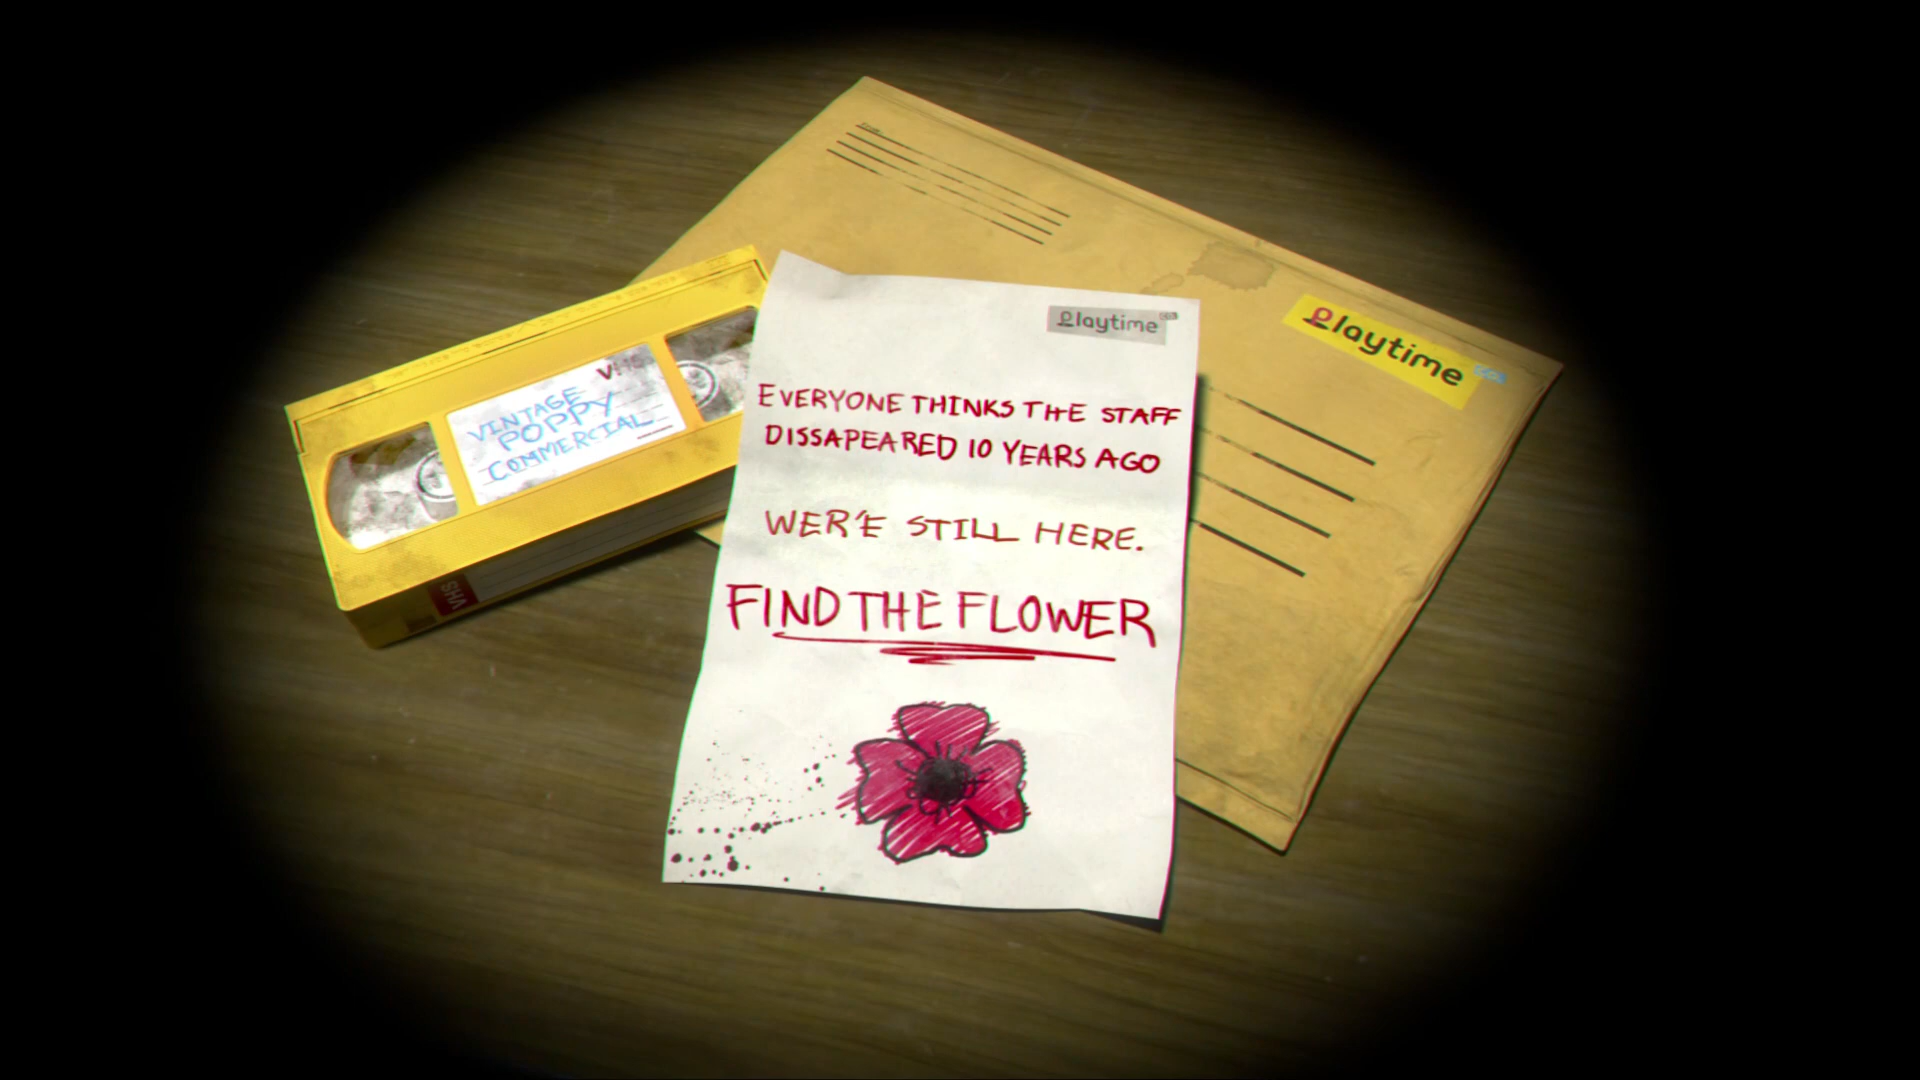 Playtime
VINTAGE
POPPY
COMMERCIAL
VHS
Playtime
EVERYONE THINKS THE STAFF
DISSAPEARED 10 YEARS AGO
WER'E STILL HERE.
FIND THE FLOWER